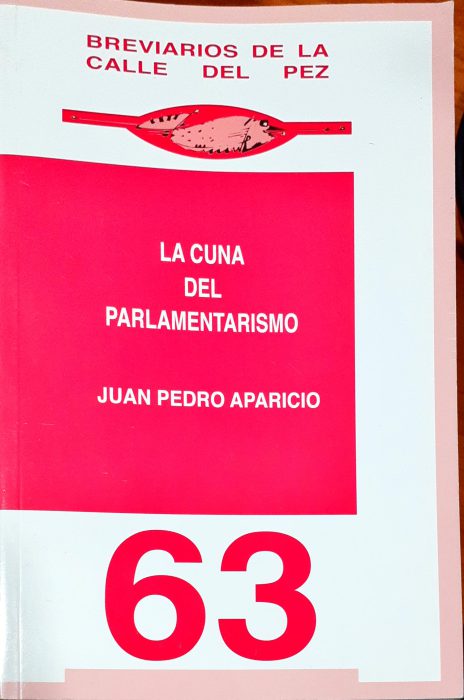 BREVIARIOS DE LA
CALLE DEL PEZ
LA CUNA
DEL
PARLAMENTARISMO
JUAN PEDRO APARICIO
63